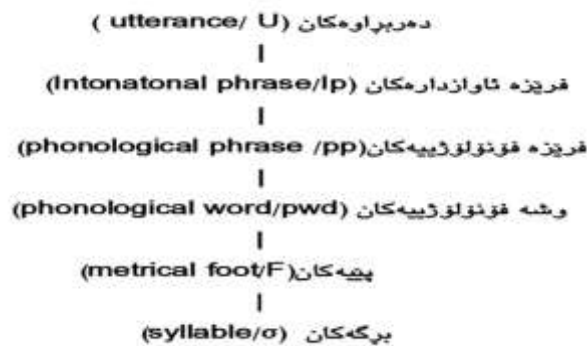 دەربڕاوەکان (utterance/ U )
فرێزە ئاوازدارەکان (Intonatonal phrase/Ip)
فرێزە فۆنۆلۆژییەکان(phonological phrase /pp)
وشە فۆنۆلۆژییەکان (phonological word/pwd)
پێیەکان(metrical foot/F)
بڕگەکان (syllable/σ)